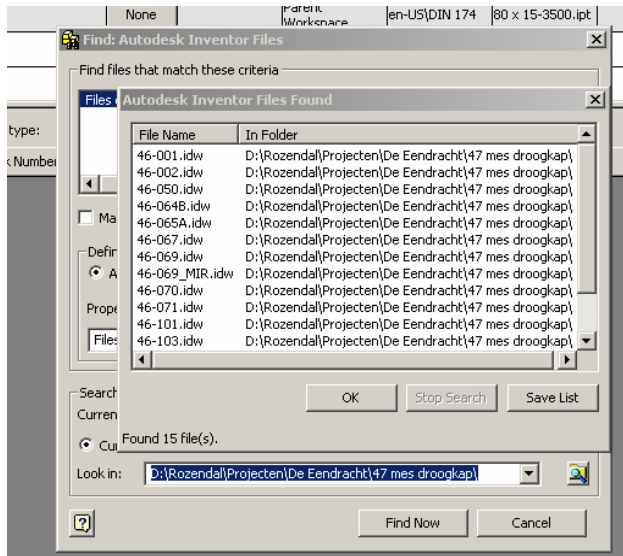 None
Parent
Workspace
en-US\DIN 174
80 x 15-3500.ipt
Find: Autodesk Inventor Files
Find files that match these criteria
Files
Autodesk Inventor Files Found
type:
File Name In Folder
46-001.idw D:\Rozendal\Projecten\De Eendracht\47 mes droogkap\
Number
46-002.idw D:\Rozendal\Projecten\De Eendracht\47 mes droogkap\
46-050.idw D:\Rozendal\Projecten\De Eendracht\47 mes droogkap\
46-064B.idw D:\Rozendal\Projecten\De Eendracht\47 mes droogkap\
46-065A.idw D:\Rozendal\Projecten\De Eendracht\47 mes droogkap\
Ma
46-067.idw D:\Rozendal\Projecten\De Eendracht\47 mes droogkap\
Defin
46-069.idw D:\Rozendal\Projecten\De Eendracht\47 mes droogkap\
A
46-069_MIR.idw D:\Rozendal\Projecten\De Eendracht\47 mes droogkap\
46-070.idw D:\Rozendal\Projecten\De Eendracht\47 mes droogkap\
Prope
46-071.idw D:\Rozendal\Projecten\De Eendracht\47 mes droogkap\
46-101.idw D:\Rozendal\Projecten\De Eendracht\47 mes droogkap\
Files
46-103.idw D:\Rozendal\Projecten\De Eendracht\47 mes droogkap\
Search
OK Stop Search Save List
Curren
Cu
Found 15 file(s).
Look in: D:\Rozendal\Projecten\De Eendracht\47 mes droogkap\
Find Now Cancel